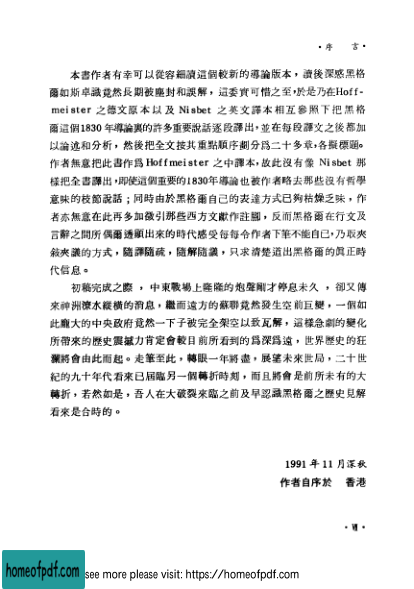 •序　言•
本書作者有幸可以從容細讀這個較新的導論版本，讀後深感黑格
爾如斯卓識竟然長期被塵封和誤解，這委實可惜之至，於是乃在Hoff-
meister 之德文原本以及 Nisbet 之英文譯本相互參照下把黑格
爾這個1830 年導論裏的許多重要說話逐段譯出，並在每段譯文之後都加
以論述和分析，然後把全文按其重點順序劃分爲二十多章，各擬標題。
作者無意把此書作爲 Hoffmeister 之中譯本，故此沒有像 Nisbet 那
樣把全書譯出，即使這個重要的1830年導論也被作者略去那些沒有哲學
意味的枝節說話；同時由於黑格爾自己的表達方式已夠枯燥乏味，作
者亦無意在此再多加徵引那些西方文獻作註圖，反而黑格爾在行文及
言辭之間所偶爾透顯出來的時代感受每每令作者下筆不能自已，乃取夾
敍夾議的方式，隨譯隨疏，隨解隨議，只求清楚道出黑格爾的眞正時
代信息。
初稿完成之際，中東戰場上隆隆的炮聲剛才停息未久，卻又傳
來神洲潦水縱橫的消息，繼而遠方的蘇聯竟然發生空前巨變，一個如
此龐大的中央政府竟然一下子被完全架空以致瓦解，這樣急劇的變化
所帶來的歷史震撼力肯定會較目前所看到的爲深爲遠，世界歷史的狂
瀾將會由此而起。走筆至此，轉眼一年將盡，展望未來世局，二十世
紀的九十年代看來已屆臨另一個轉折時刻，而且將會是前所未有的大
轉折，若然如是，吾人在大破裂來臨之前及早認識黑格爾之歷史見解
看來是合時的。
1991 年 11 月深秋
作者自序於　香港
•Ⅶ•
homeofpdf.com
see more please visit: https://homeofpdf.com